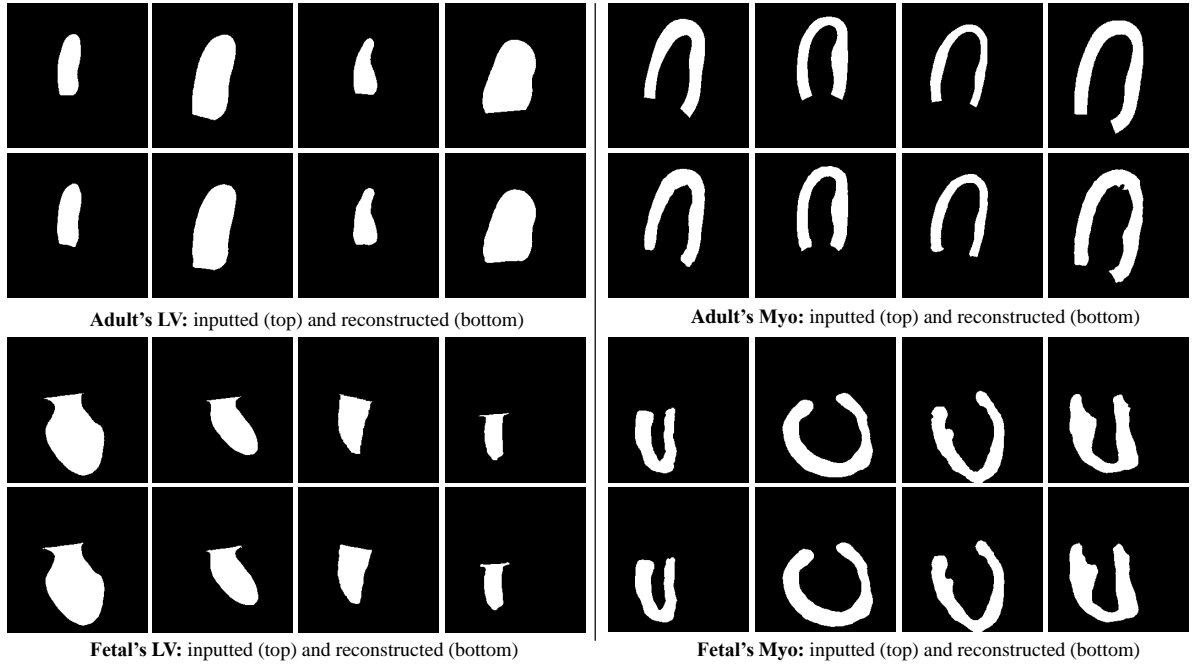 Adult's LV: inputted (top) and reconstructed (bottom)
Adult's Myo: inputted (top) and reconstructed (bottom)
Fetal's LV: inputted (top) and reconstructed (bottom)
Fetal's Myo: inputted (top) and reconstructed (bottom)